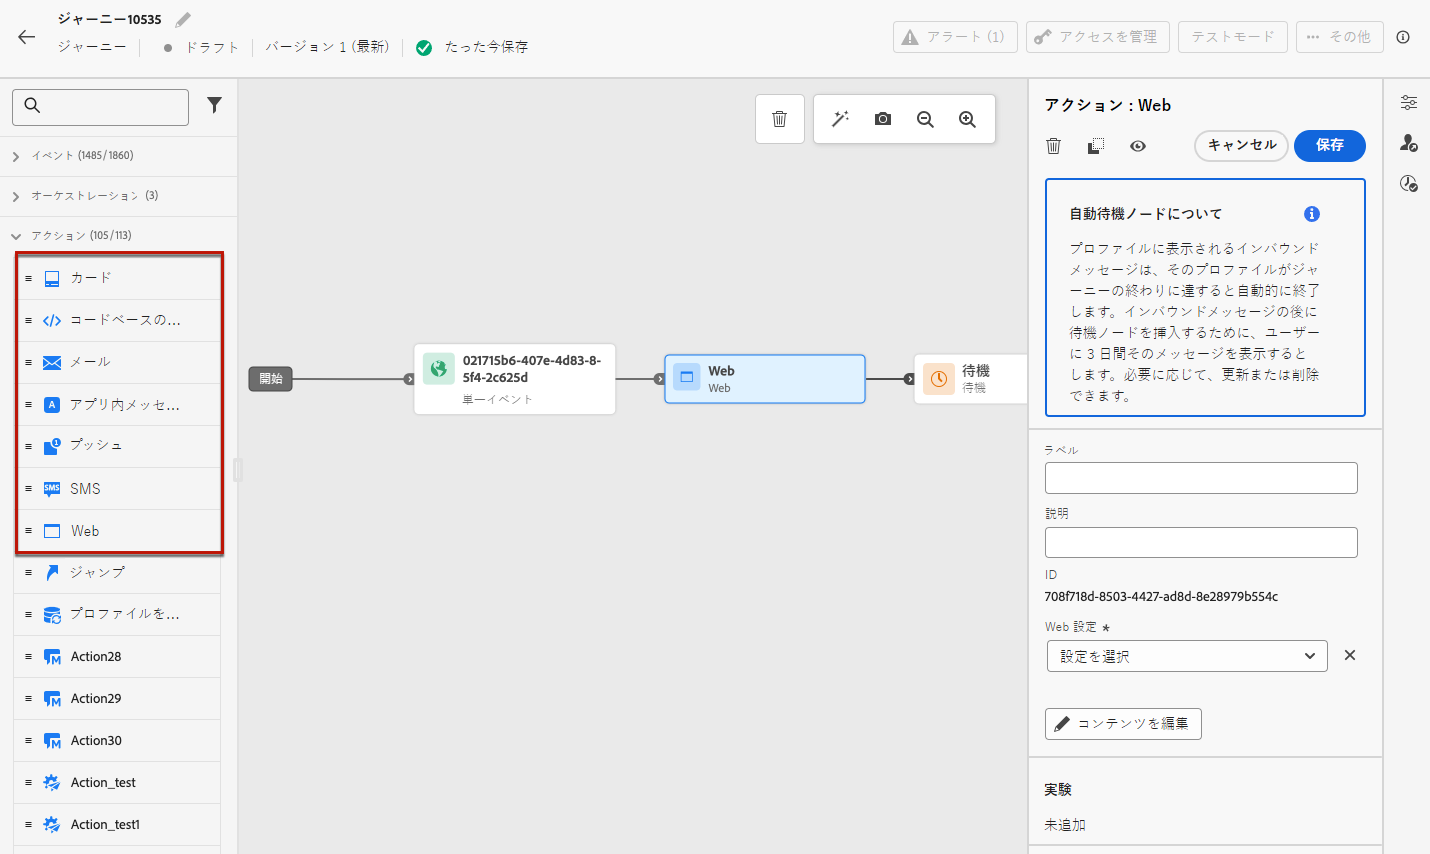 ジャーニー10535
ジャーニー
ドラフト
バージョン 1 (最新)
たった今保存
アラート (1)
アクセスを管理
テストモード
その他
イベント (1485/1860)
オーケストレーション (3)
アクション (105/113)
カード
コードベースの...
メール
アプリ内メッセ...
プッシュ
SMS
Web
ジャンプ
プロファイルを...
Action28
Action29
Action30
Action_test
Action_test1
開始
021715b6-407e-4d83-8-
5f4-2c625d
単一イベント
Web
Web
待機
待機
アクション : Web
キャンセル
保存
自動待機ノードについて
プロファイルに表示されるインバウンド
メッセージは、そのプロファイルがジャ
ーニーの終わりに達すると自動的に終了
します。インバウンドメッセージの後に
待機ノードを挿入するために、ユーザー
に 3 日間そのメッセージを表示すると
します。必要に応じて、更新または削除
できます。
ラベル
説明
ID
708f718d-8503-4427-ad8d-8e28979b554c
Web 設定 *
設定を選択
コンテンツを編集
実験
未追加